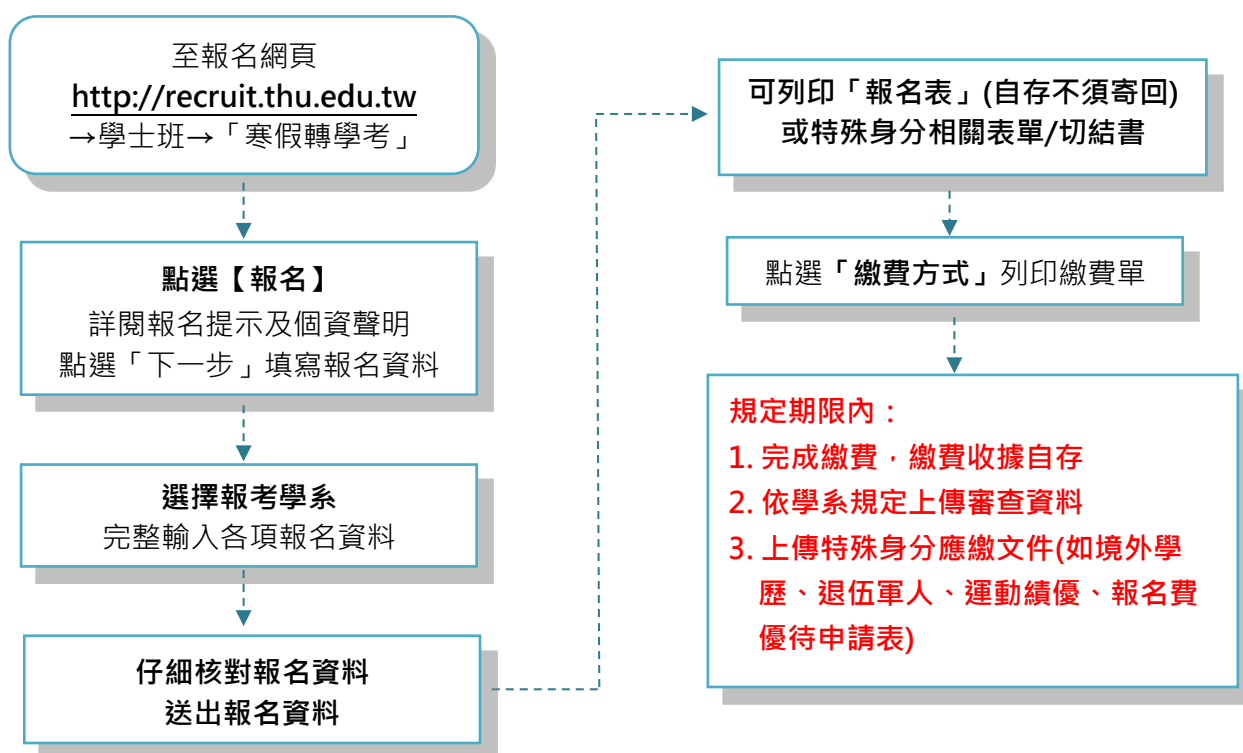 至報名網頁
http://recruit.thu.edu.tw
→學士班→「寒假轉學考」
點選【報名】
詳閱報名提示及個資聲明
點選「下一步」填寫報名資料
選擇報考學系
完整輸入各項報名資料
仔細核對報名資料
送出報名資料
可列印「報名表」(自存不須寄回)
或特殊身分相關表單/切結書
點選「繳費方式」列印繳費單
規定期限內：
1. 完成繳費，繳費收據自存
2. 依學系規定上傳審查資料
3. 上傳特殊身分應繳文件(如境外學
歷、退伍軍人、運動績優、報名費
優待申請表)